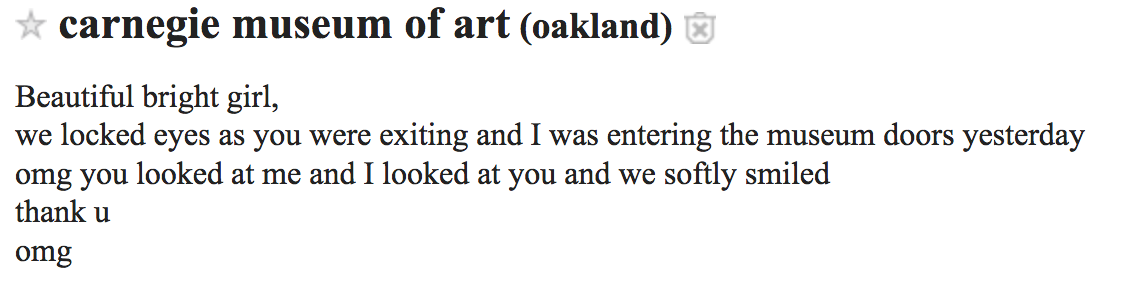 carnegie museum of art (oakland)
Beautiful bright girl,
we locked eyes as you were exiting and I was entering the museum doors yesterday
omg you looked at me and I looked at you and we softly smiled
thank u
omg